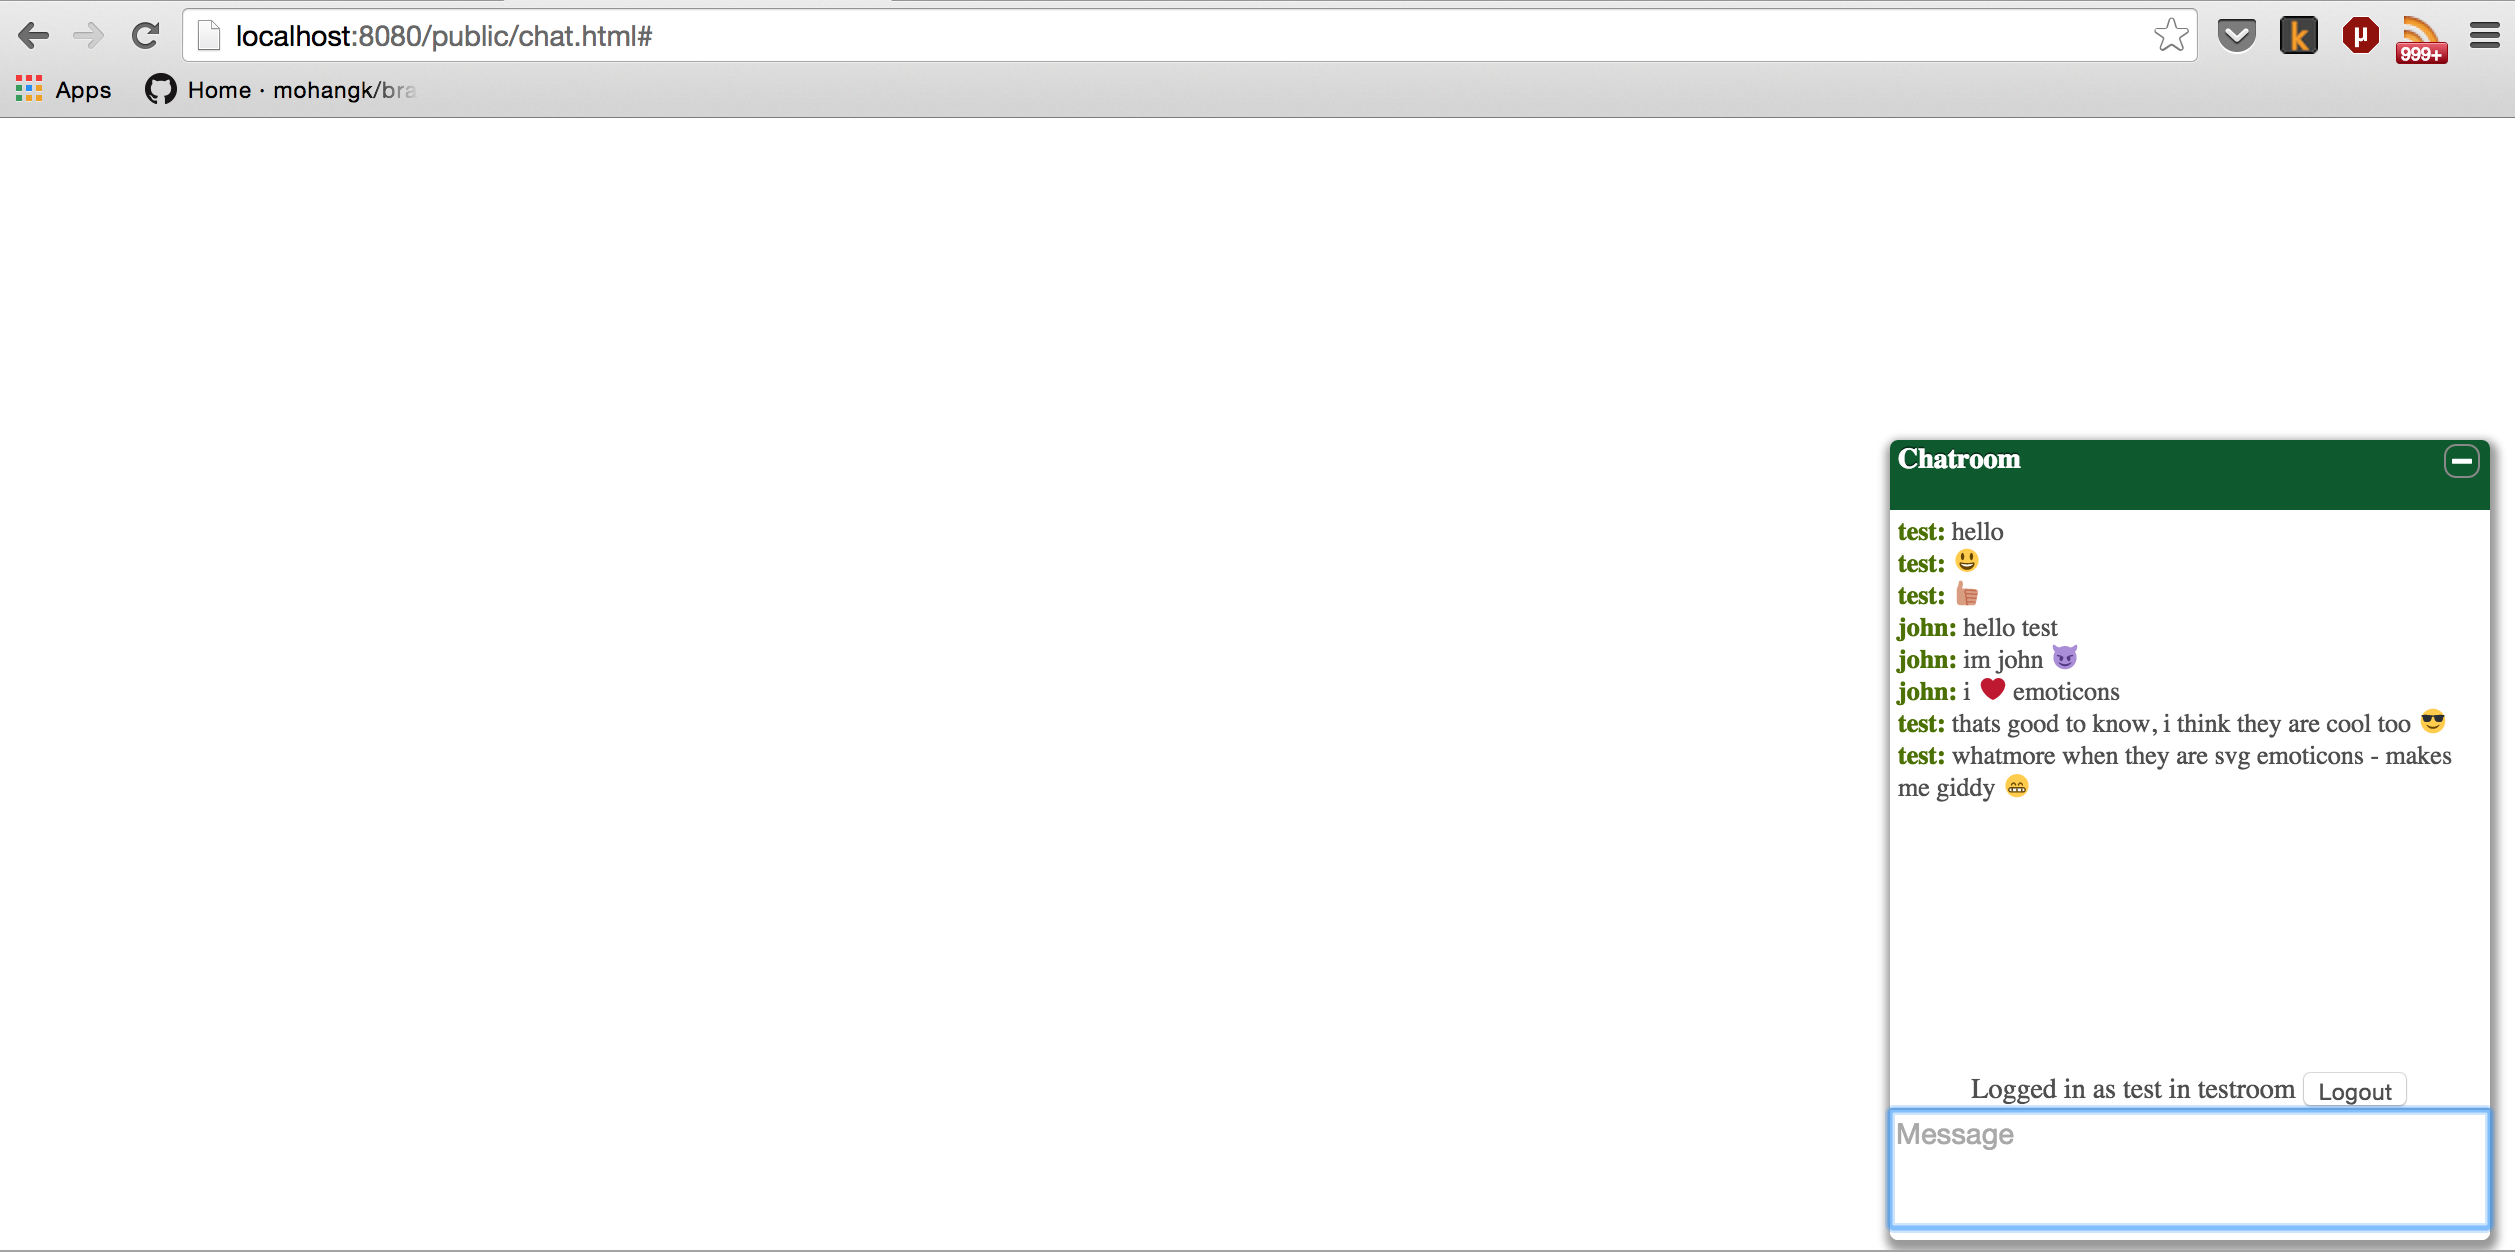 localhost:8080/public/chat.html#
k
µ
999+
Apps
Home · mohangk/bra
Chatroom
test: hello
test: 😃
test: 👍
john: hello test
john: im john 😈
john: i ❤ emoticons
test: thats good to know, i think they are cool too 😎
test: whatmore when they are svg emoticons - makes
me giddy 😁
Logged in as test in testroom Logout
Message